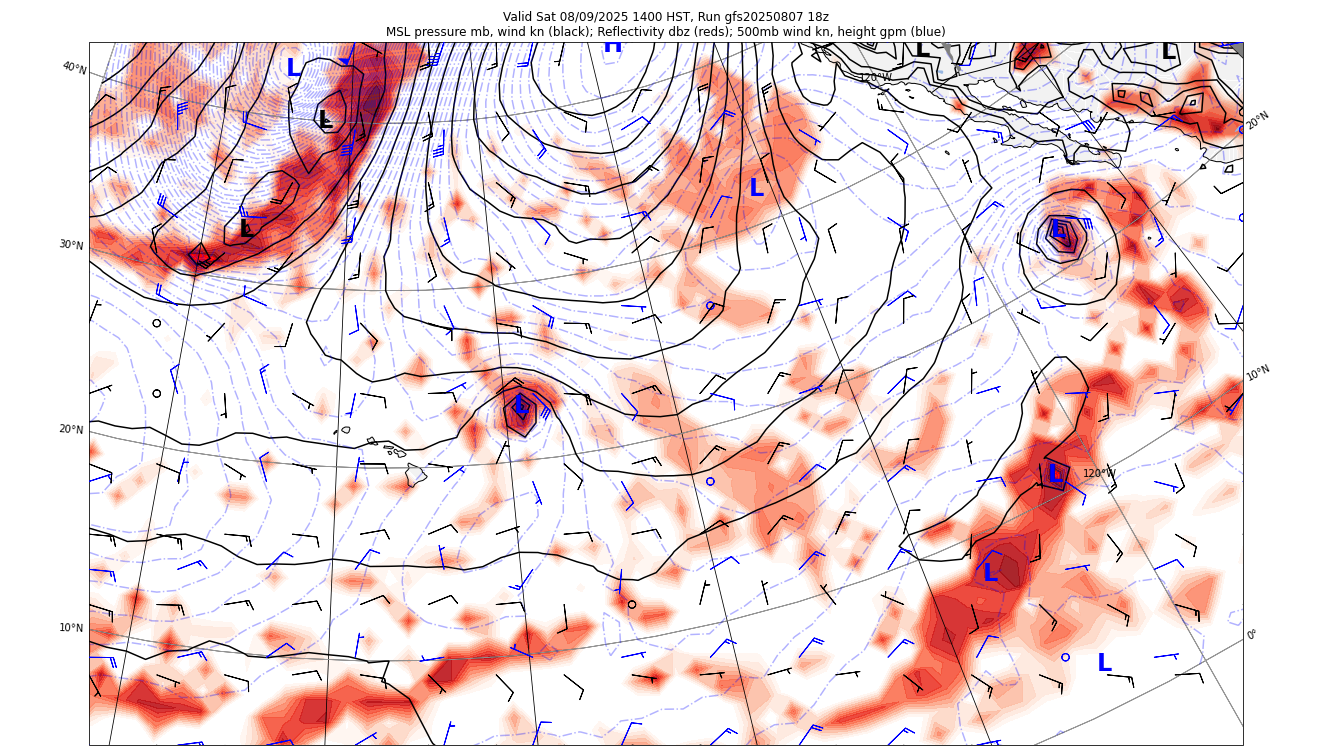 Valid Sat 08/09/2025 1400 HST, Run gfs20250807 18z
MSL pressure mb, wind kn (black); Reflectivity dbz (reds); 500mb wind kn, height gpm (blue)
H
L
L
L
40°N
120°W
L
20°N
L
L
L
L
30°N
10°N
L
20°N
L
120°W
L
10°N
0°
L